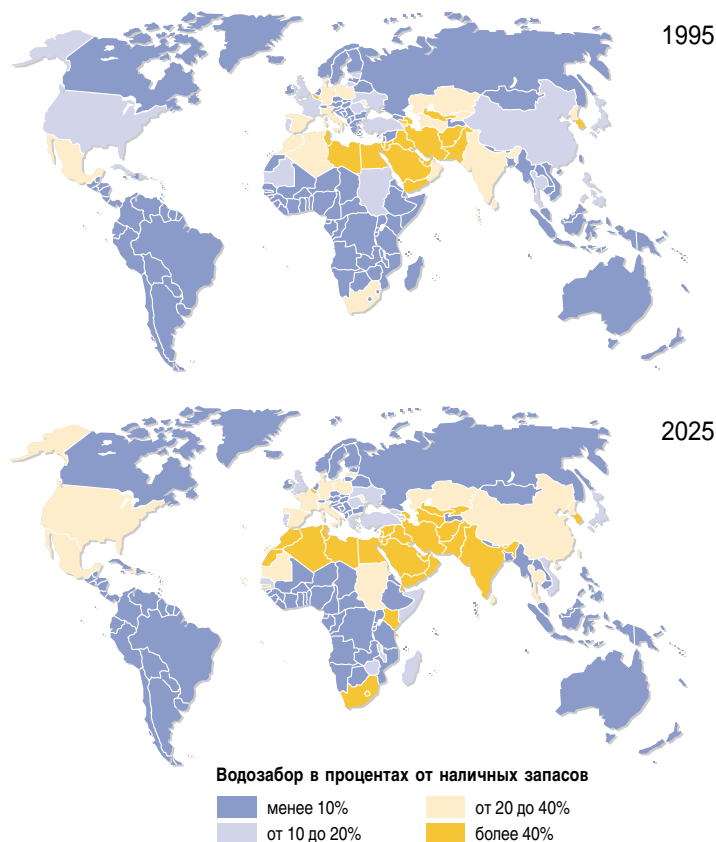 1995
2025
Водозабор в процентах от наличных запасов
менее 10%
от 20 до 40%
от 10 до 20%
более 40%